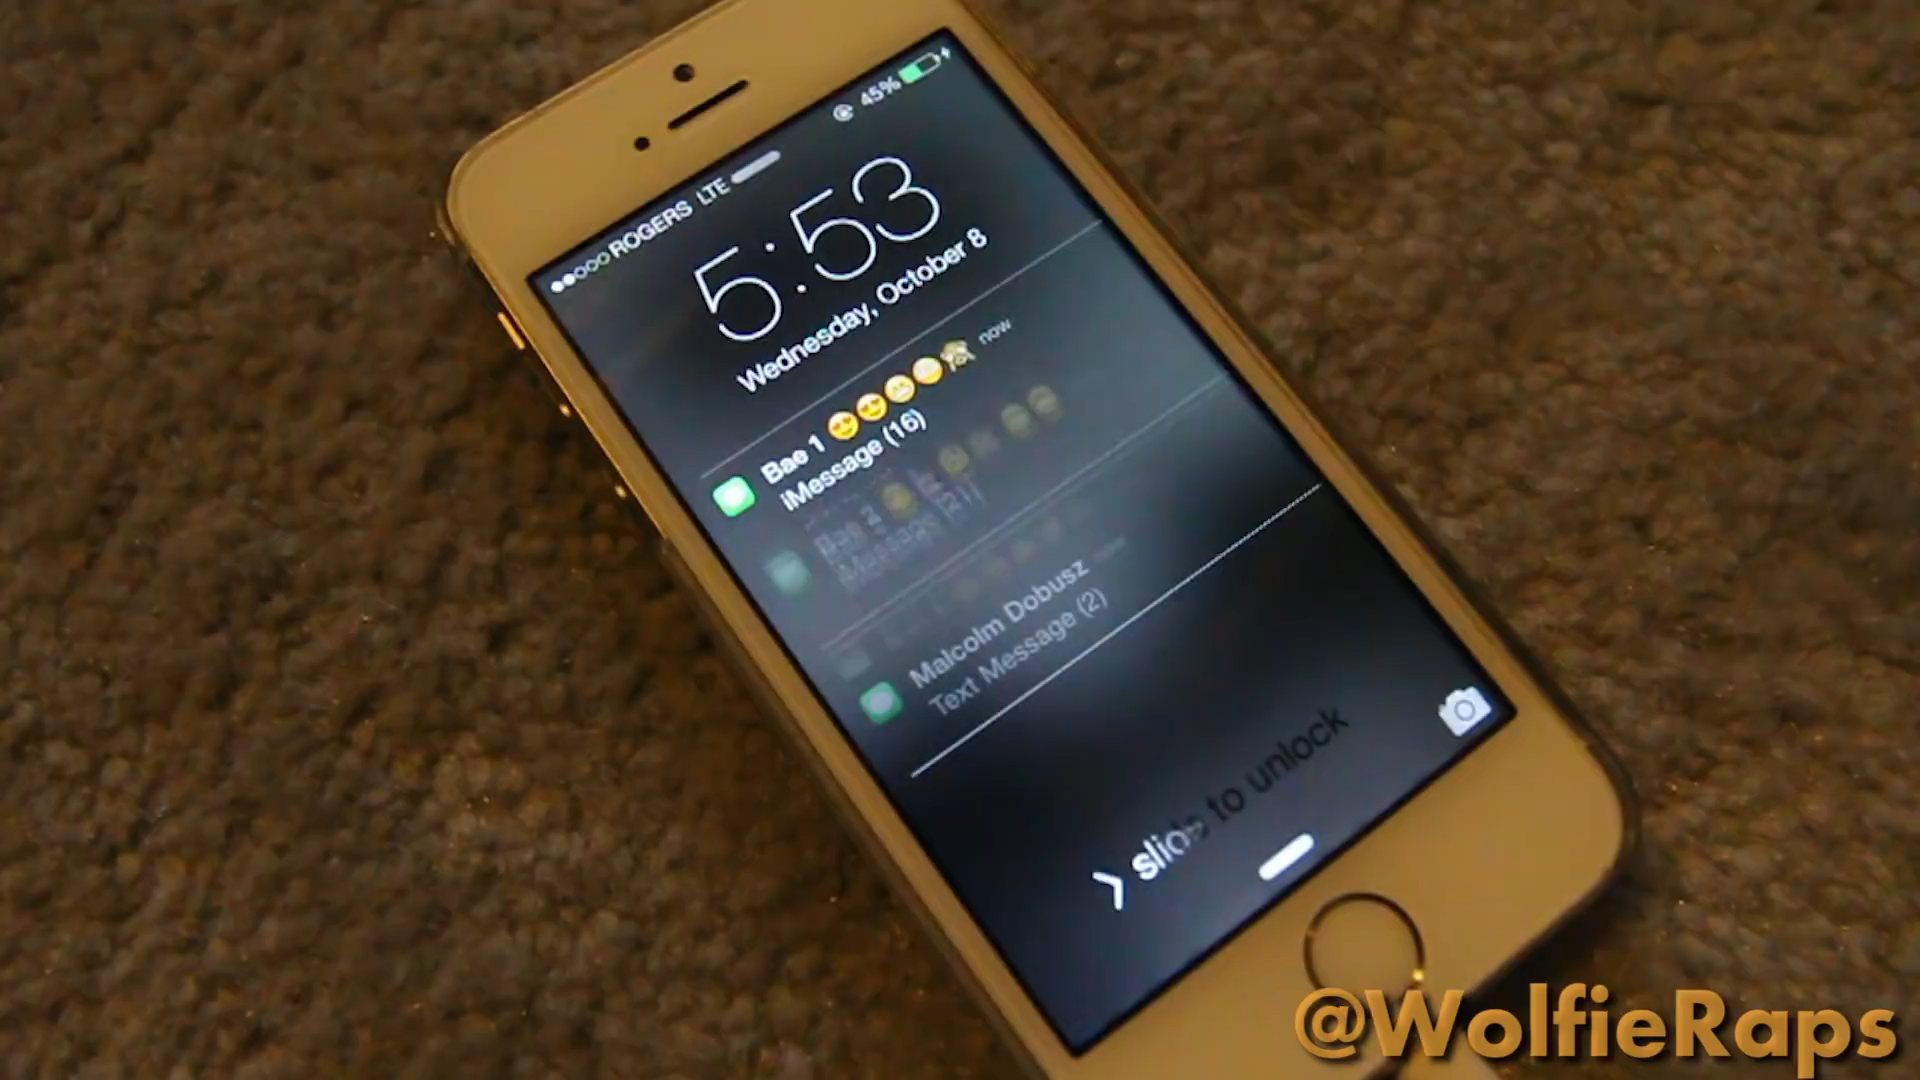 ROGERS LTE
45%
5:53
Wednesday, October 8
Bae 1 😍😍😁😁🙈 now
iMessage (16)
Bae 2
iMessage (21)
Malcolm Dobusz
Text Message (2)
slide to unlock
@WolfieRaps